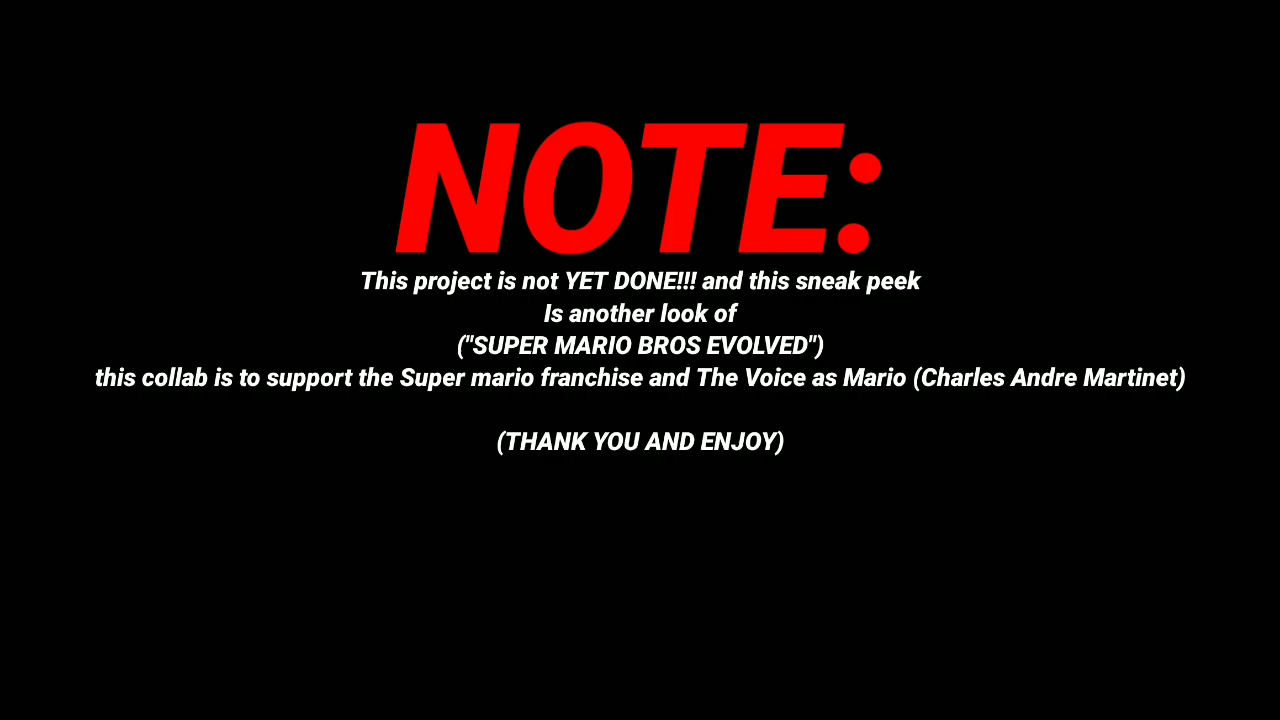 NOTE:
This project is not YET DONE!!! and this sneak peek
Is another look of
("SUPER MARIO BROS EVOLVED")
this collab is to support the Super mario franchise and The Voice as Mario (Charles Andre Martinet)
(THANK YOU AND ENJOY)